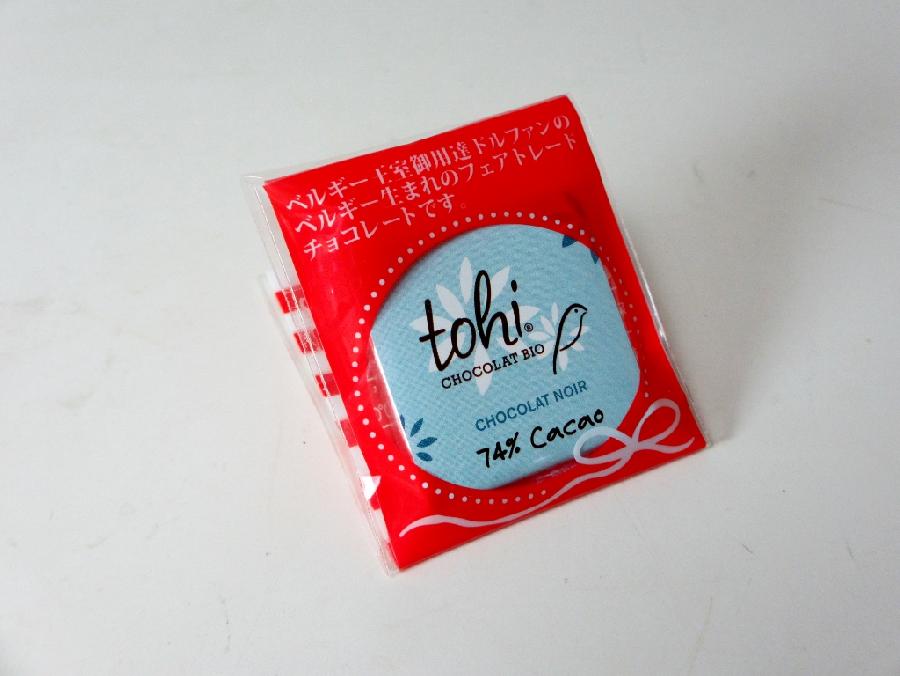 ベルギー王室御用達ドルファンの
ベルギー生まれのフェアトレード
チョコレートです。
tohi®
CHOCOLAT BIO
CHOCOLAT NOIR
74% Cacao